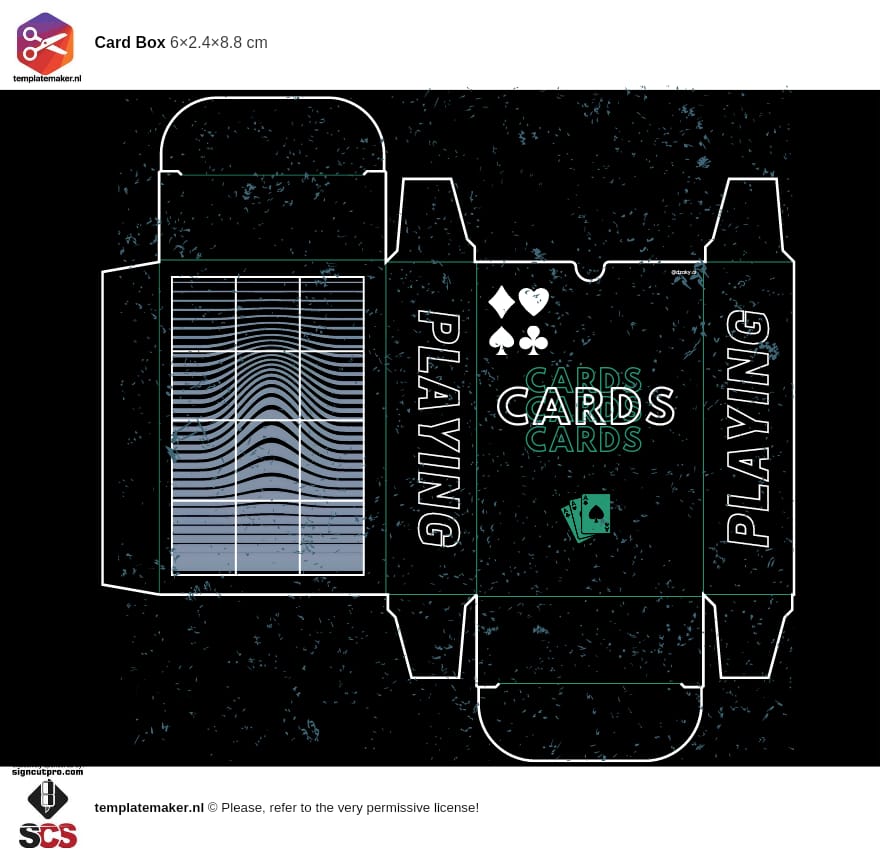 Card Box 6×2.4×8.8 cm
templatemaker.nl
PLAYING
CARDS
CARDS
CARDS
PLAYING
signcutpro.com
SCS
templatemaker.nl © Please, refer to the very permissive license!